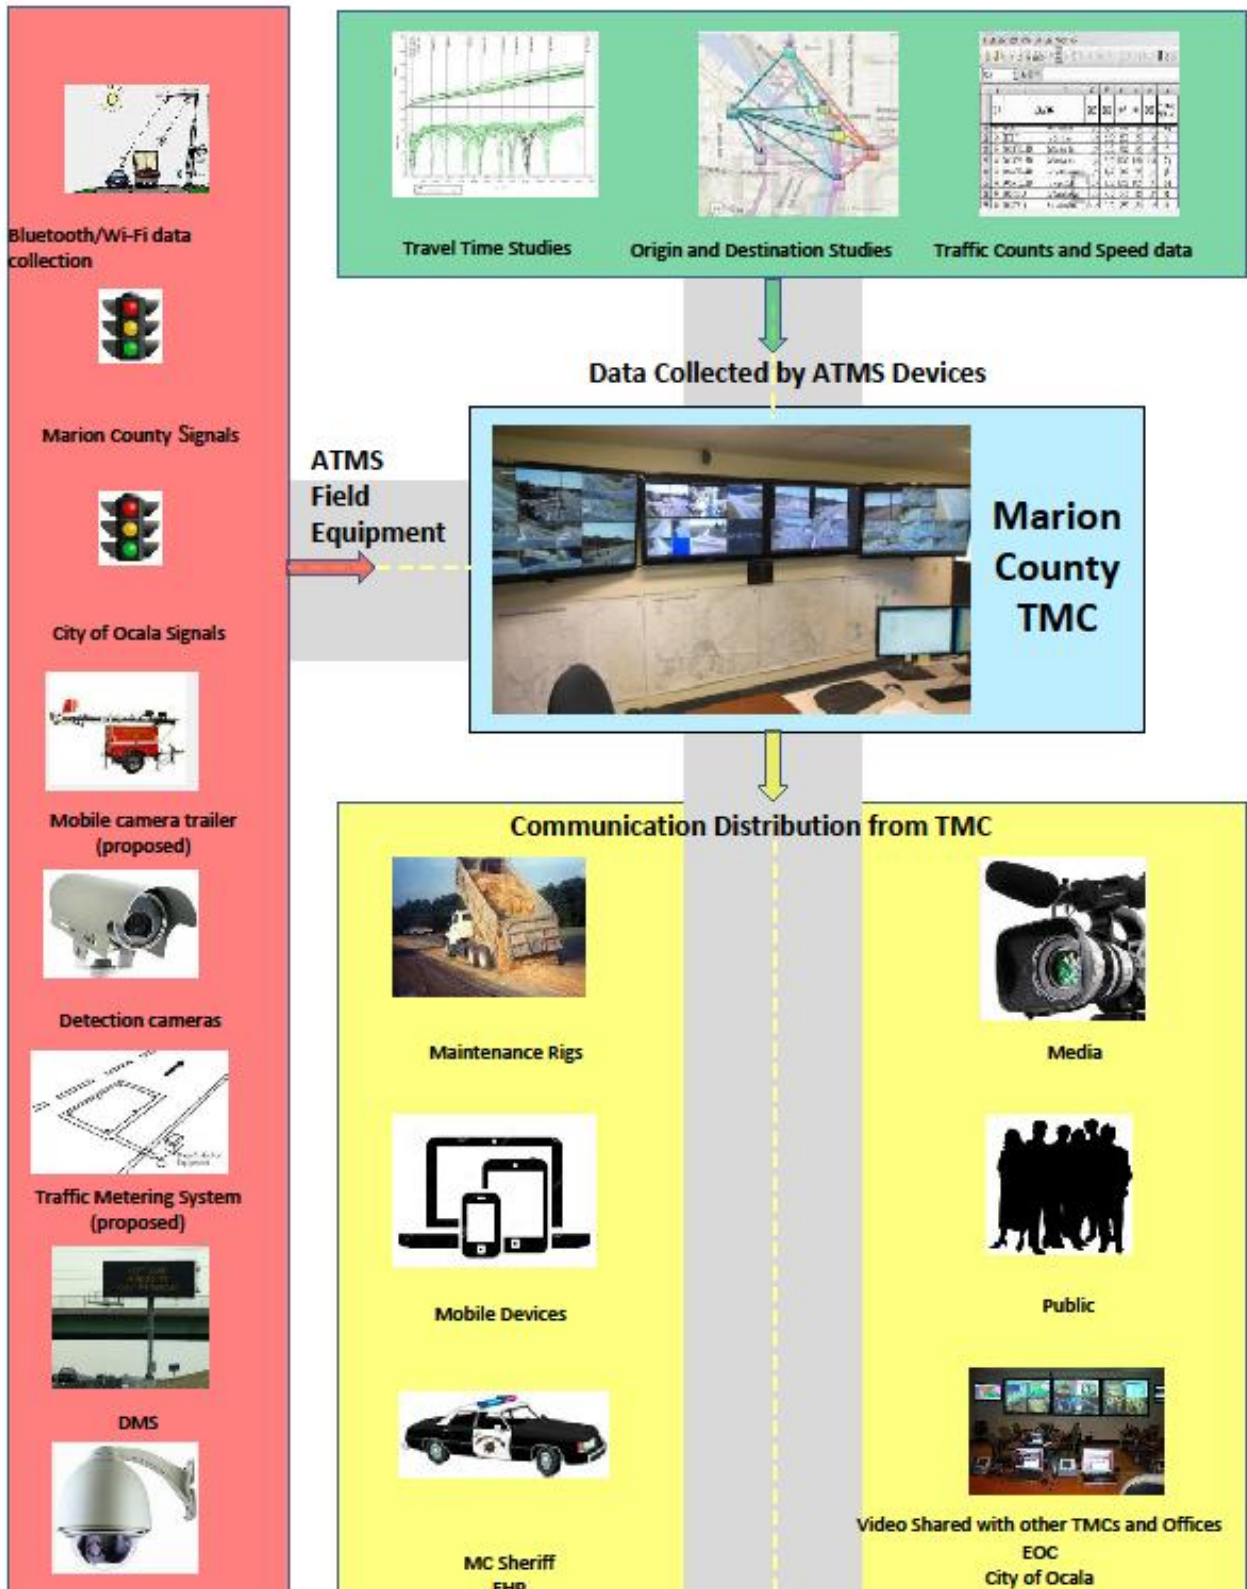 Travel Time Studies
Origin and Destination Studies
Traffic Counts and Speed data
Bluetooth/Wi-Fi data
collection
Data Collected by ATMS Devices
Marion County Signals
ATMS
Field
Equipment
Marion
County
TMC
City of Ocala Signals
Mobile camera trailer
(proposed)
Communication Distribution from TMC
Detection cameras
Maintenance Rigs
Media
Traffic Metering System
(proposed)
Mobile Devices
Public
DMS
Video Shared with other TMCs and Offices
EOC
City of Ocala
MC Sheriff
FHP